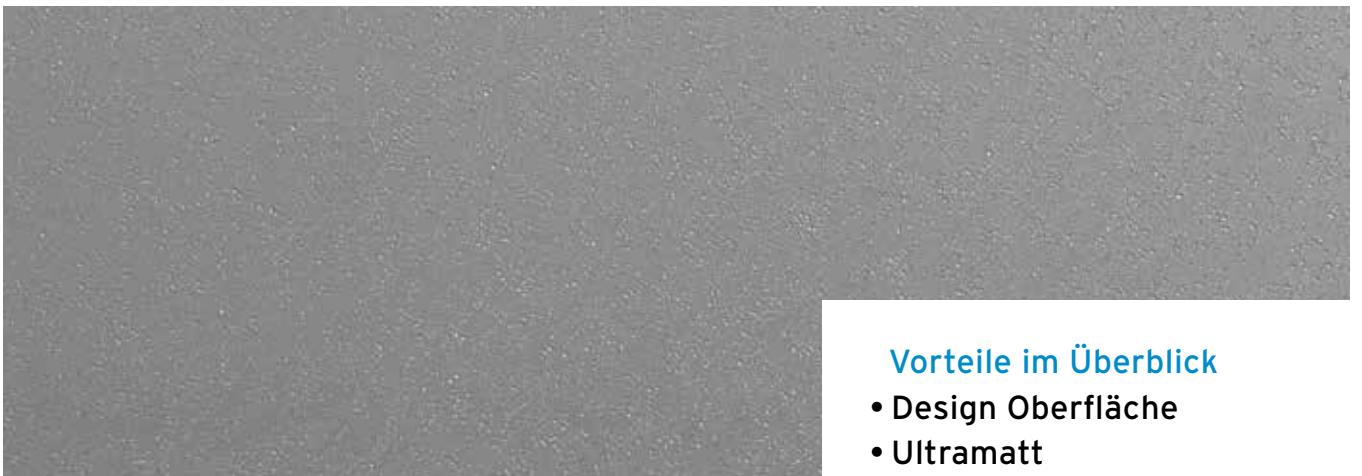 Vorteile im Überblick
• Design Oberfläche
• Ultramatt